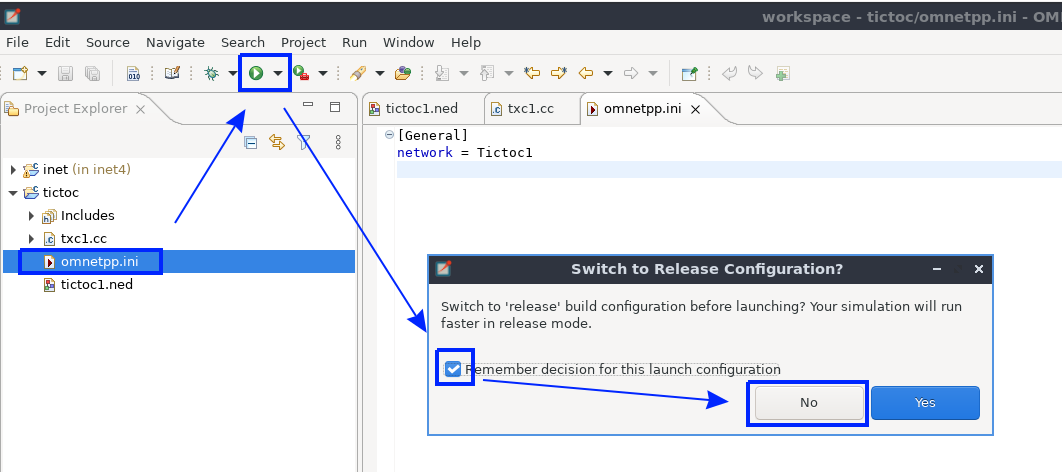 workspace - tictoc/omnetpp.ini - OM
File Edit Source Navigate Search Project Run Window Help
010
Project Explorer
tictoc1.ned txc1.cc omnetpp.ini
[General]
network = Tictoc1
inet (in inet4)
tictoc
Includes
txc1.cc
omnetpp.ini
tictoc1.ned
Switch to Release Configuration?
Switch to 'release' build configuration before launching? Your simulation will run
faster in release mode.
Remember decision for this launch configuration
No Yes